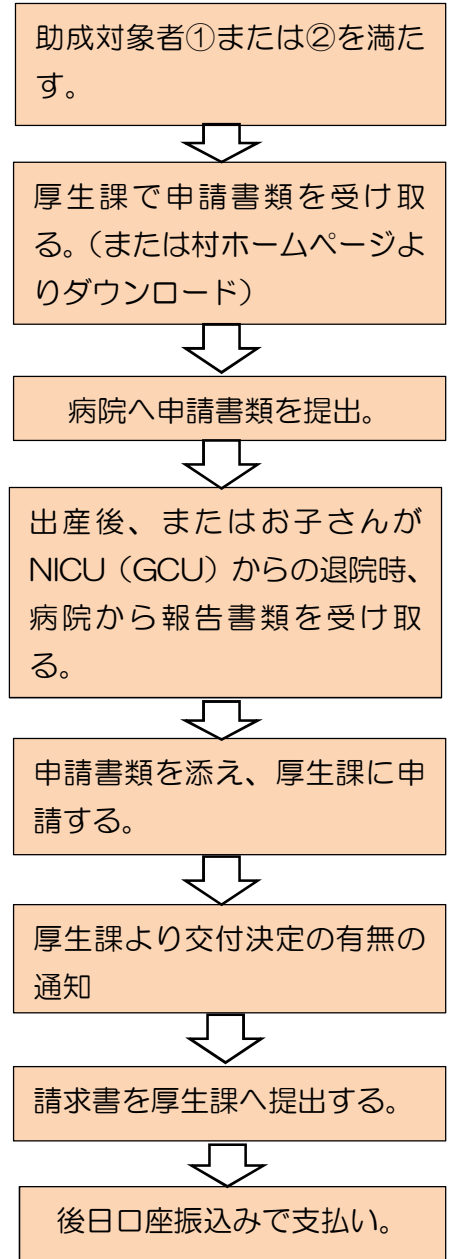 助成対象者①または②を満た
す。
厚生課で申請書類を受け取
る。（または村ホームページよ
りダウンロード）
病院へ申請書類を提出。
出産後、またはお子さんが
NICU（GCU）からの退院時、
病院から報告書類を受け取
る。
申請書類を添え、厚生課に申
請する。
厚生課より交付決定の有無の
通知
請求書を厚生課へ提出する。
後日口座振込みで支払い。